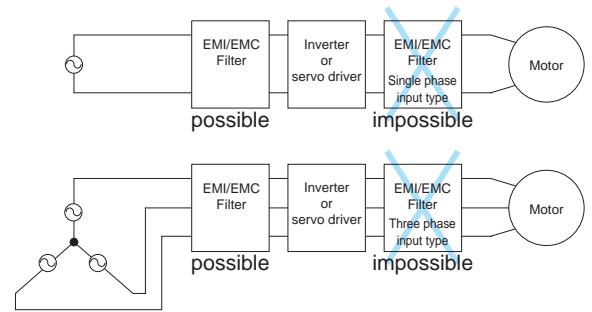 EMI/EMC
Filter
Inverter
or
servo driver
EMI/EMC
Filter
Single phase
input type
Motor
possible
impossible
EMI/EMC
Filter
Inverter
or
servo driver
EMI/EMC
Filter
Three phase
input type
Motor
possible
impossible